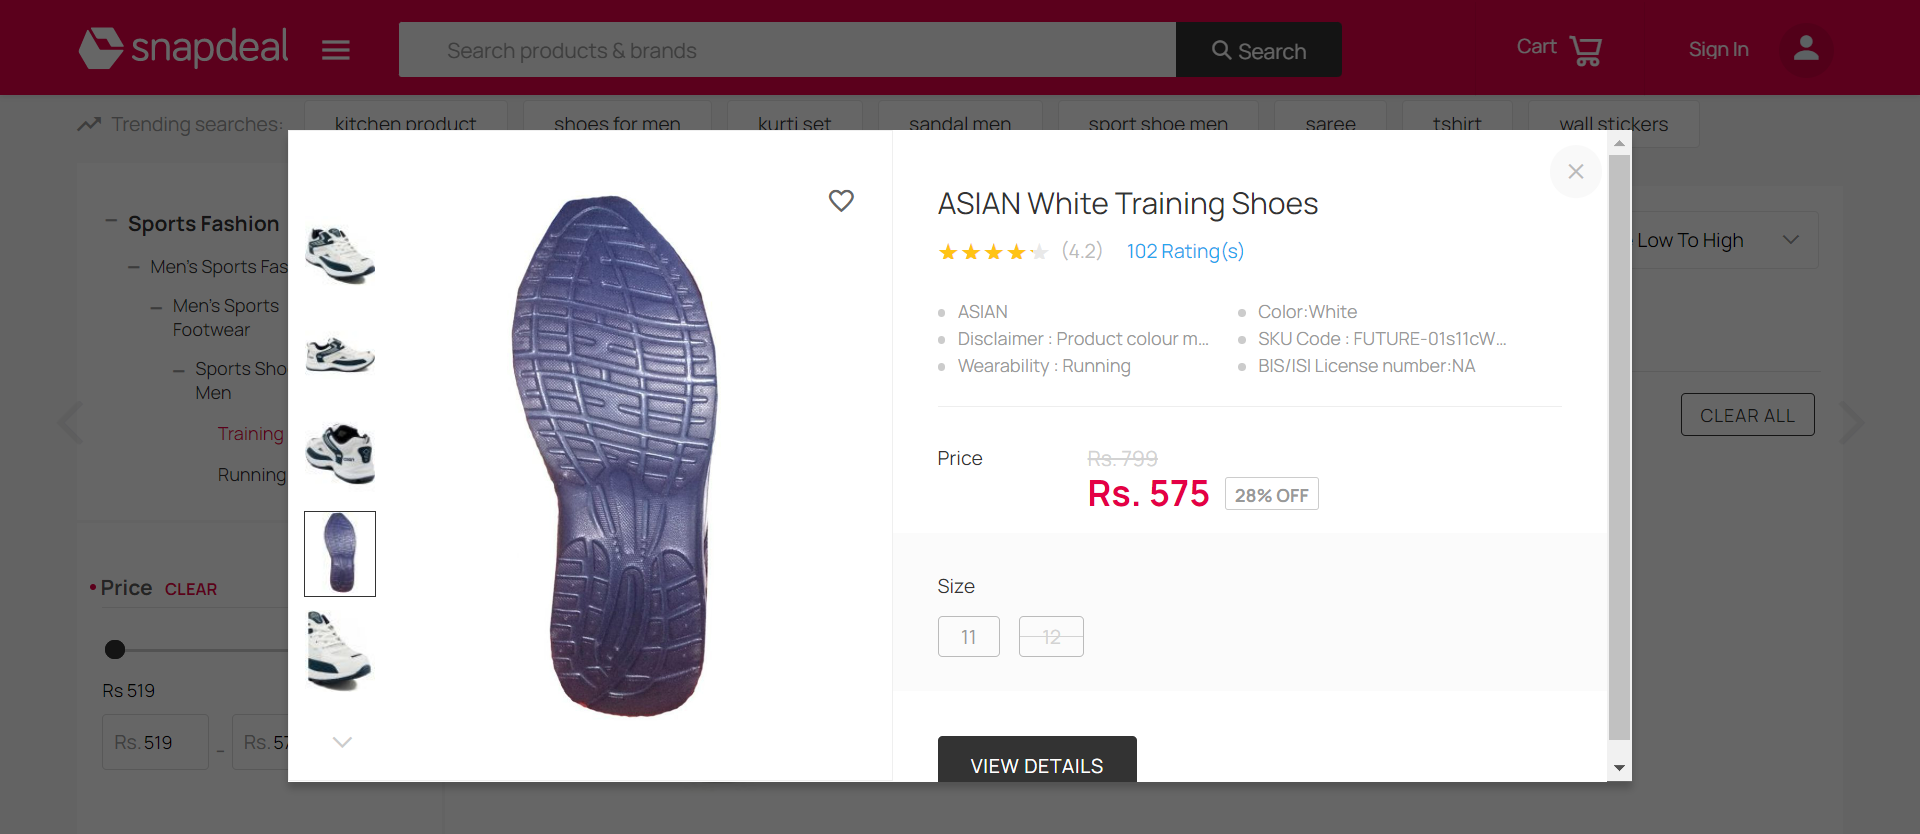 snapdeal
Search products & brands
Search
Cart
Sign In
Trending searches:
kitchen product
shoes for men
kurti set
sandal men
sport shoe men
saree
tshirt
wall stickers
Sports Fashion
Men's Sports Fas
Men's Sports
Footwear
Sports Sho
Men
Training
Running
Price CLEAR
Rs 519
Rs. 519
-
Rs. 57
ASIAN White Training Shoes
(4.2) 102 Rating(s)
ASIAN
Color:White
Disclaimer : Product colour m...
SKU Code : FUTURE-01s11cW...
Wearability : Running
BIS/ISI License number:NA
Price
Rs. 799
Rs. 575 28% OFF
Size
11
12
VIEW DETAILS
Low To High
CLEAR ALL